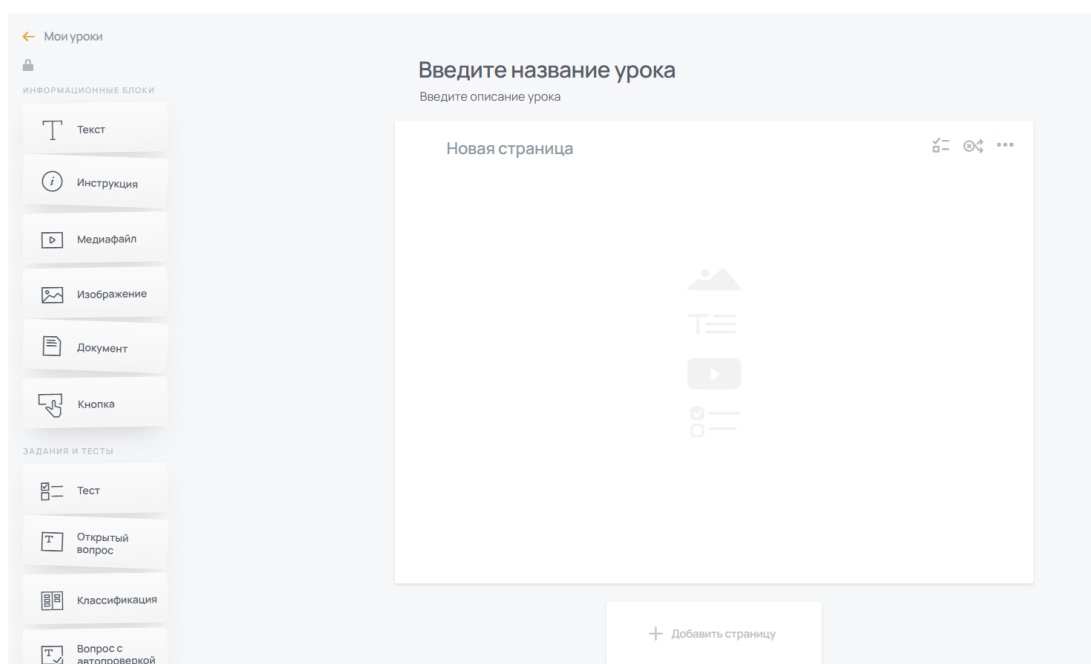 Мои уроки
ИНФОРМАЦИОННЫЕ БЛОКИ
Текст
Инструкция
Медиафайл
Изображение
Документ
Кнопка
ЗАДАНИЯ И ТЕСТЫ
Тест
Открытый
вопрос
Классификация
Вопрос с
автопроверкой
Введите название урока
Введите описание урока
Новая страница
Добавить страницу